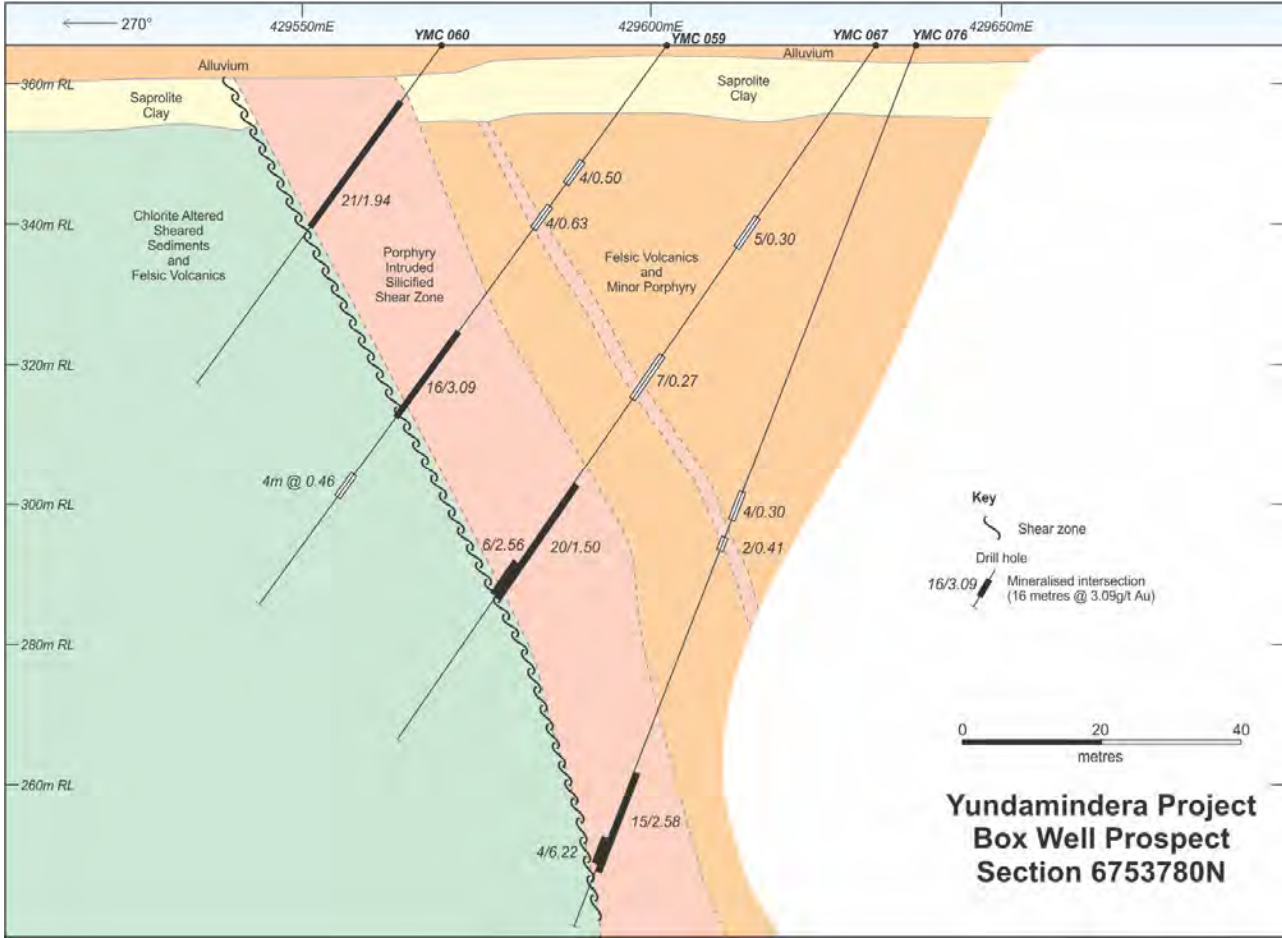 270°
429550mE
429600mE
429650mE
YMC 060
YMC 059
YMC 067
YMC 076
Alluvium
Alluvium
360m RL
Saprolite
Clay
Saprolite
Clay
4/0.50
21/1.94
4/0.63
340m RL
Chlorite Altered
Sheared
Sediments
and
Felsic Volcanics
Porphyry
Intruded
Silicified
Shear Zone
Felsic Volcanics
and
Minor Porphyry
5/0.30
320m RL
16/3.09
7/0.27
4m @ 0.46
300m RL
4/0.30
6/2.56
20/1.50
2/0.41
Key
Shear zone
Drill hole
16/3.09
Mineralised intersection
(16 metres @ 3.09g/t Au)
280m RL
0
20
40
metres
260m RL
15/2.58
4/6.22
Yundamindera Project
Box Well Prospect
Section 6753780N